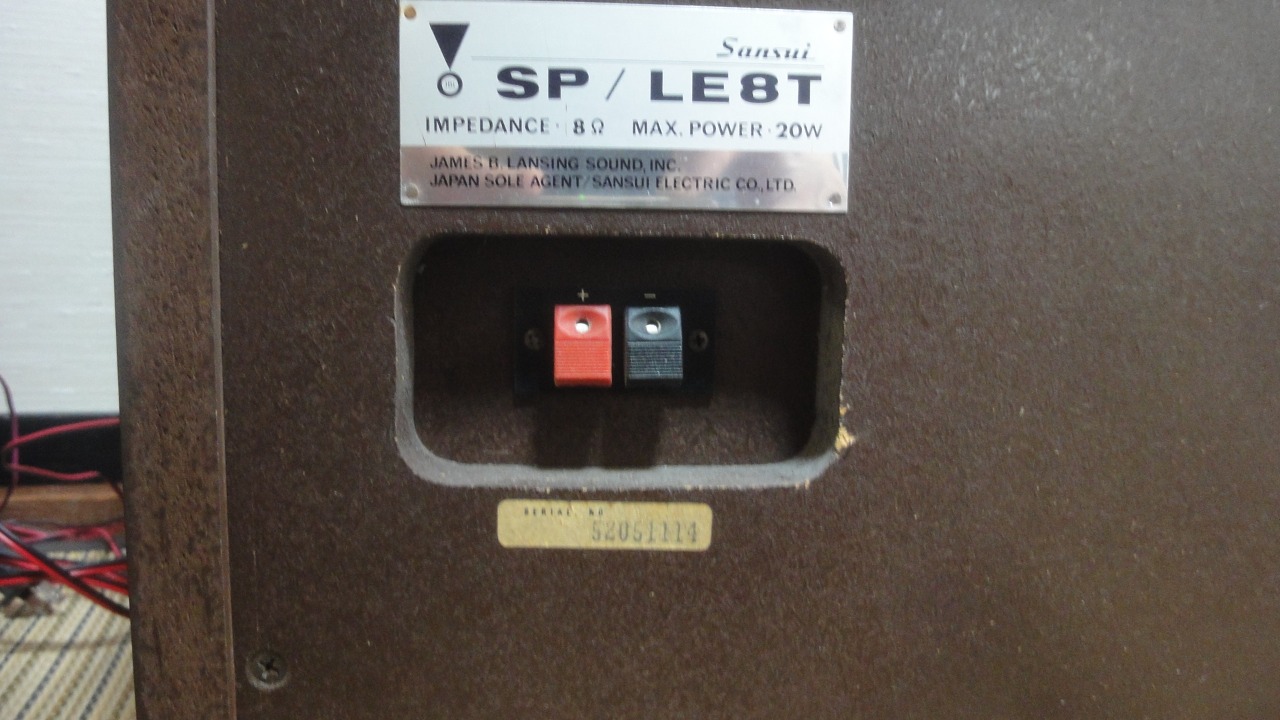 Sansui
SP / LE8T
IMPEDANCE · 8 Ω MAX. POWER · 20W
JAMES B. LANSING SOUND, INC.
JAPAN SOLE AGENT/SANSUI ELECTRIC CO., LTD.
+ −
SERIAL NO
52051114